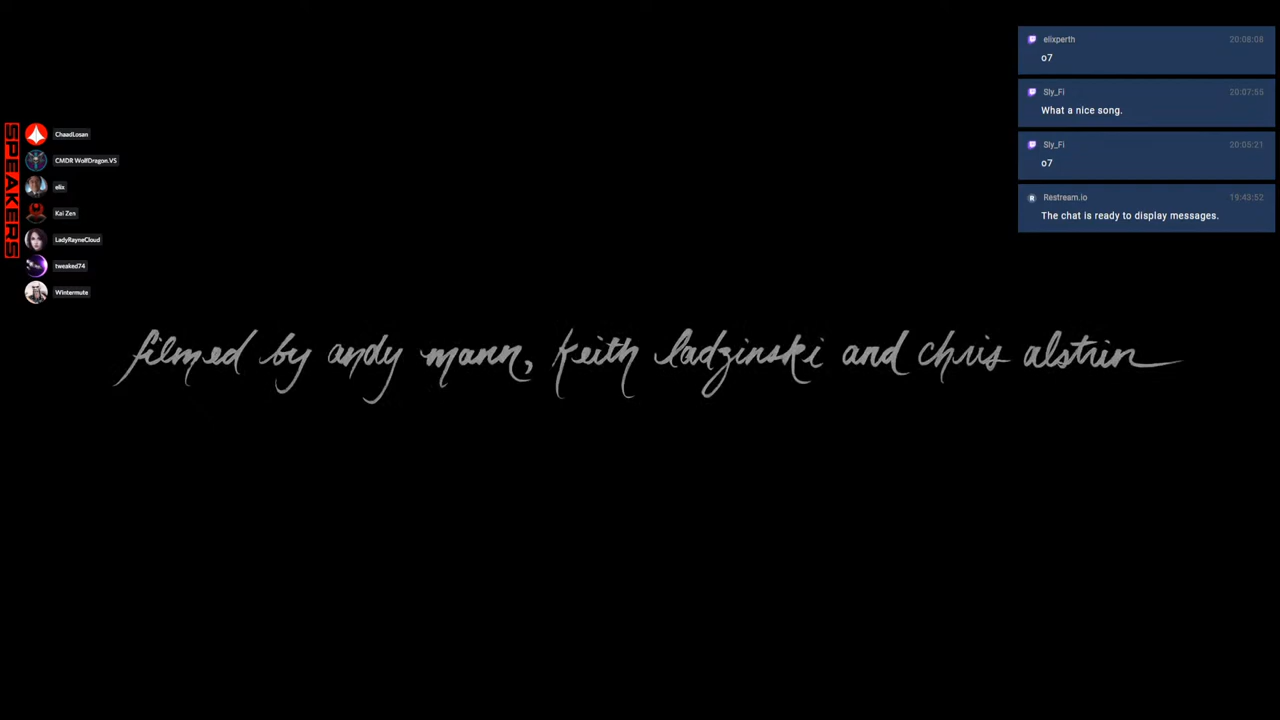 SPEAKERS
ChaadLosan
CMDR WolfDragon.VS
elix
Kai Zen
LadyRayneCloud
tweaked74
Wintermute
filmed by andy mann, keith ladzinski and chris alstrin
elixperth 20:08:08
o7
Sly_Fi 20:07:55
What a nice song.
Sly_Fi 20:05:21
o7
Restream.io 19:43:52
The chat is ready to display messages.